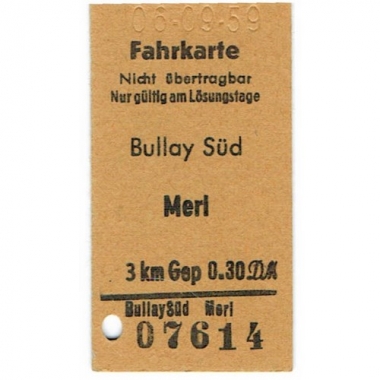 06-09-59
Fahrkarte
Nicht übertragbar
Nur gültig am Lösungstage
Bullay Süd
Merl
3 km Gep 0.30 DM
Bullay Süd Merl
07614